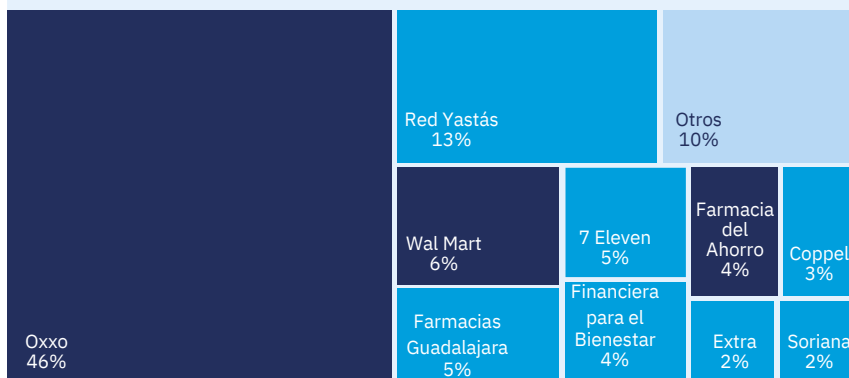 Oxxo
46%
Red Yastás
13%
Otros
10%
Wal Mart
6%
Farmacias
Guadalajara
5%
7 Eleven
5%
Financiera
para el
Bienestar
4%
Farmacia
del
Ahorro
4%
Coppel
3%
Extra
2%
Soriana
2%